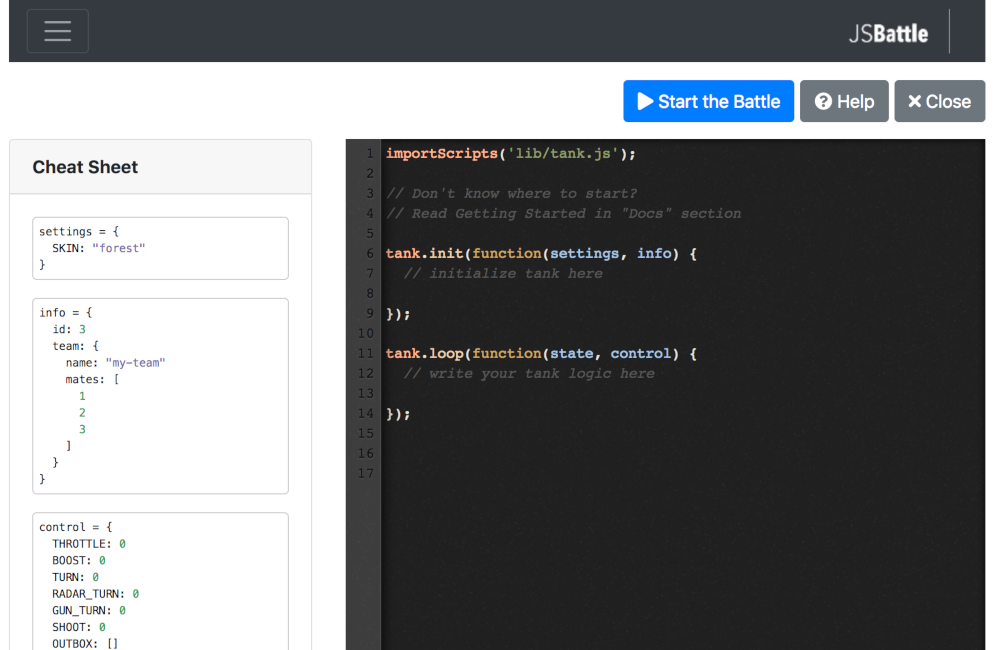 JSBattle
Start the Battle
Help
Close
Cheat Sheet
settings = {
  SKIN: "forest"
}
info = {
  id: 3
  team: {
    name: "my-team"
    mates: [
      1
      2
      3
    ]
  }
}
control = {
  THROTTLE: 0
  BOOST: 0
  TURN: 0
  RADAR_TURN: 0
  GUN_TURN: 0
  SHOOT: 0
  OUTBOX: []
1 importScripts('lib/tank.js');
2
3 // Don't know where to start?
4 // Read Getting Started in "Docs" section
5
6 tank.init(function(settings, info) {
7   // initialize tank here
8
9 });
10
11 tank.loop(function(state, control) {
12   // write your tank logic here
13
14 });
15
16
17